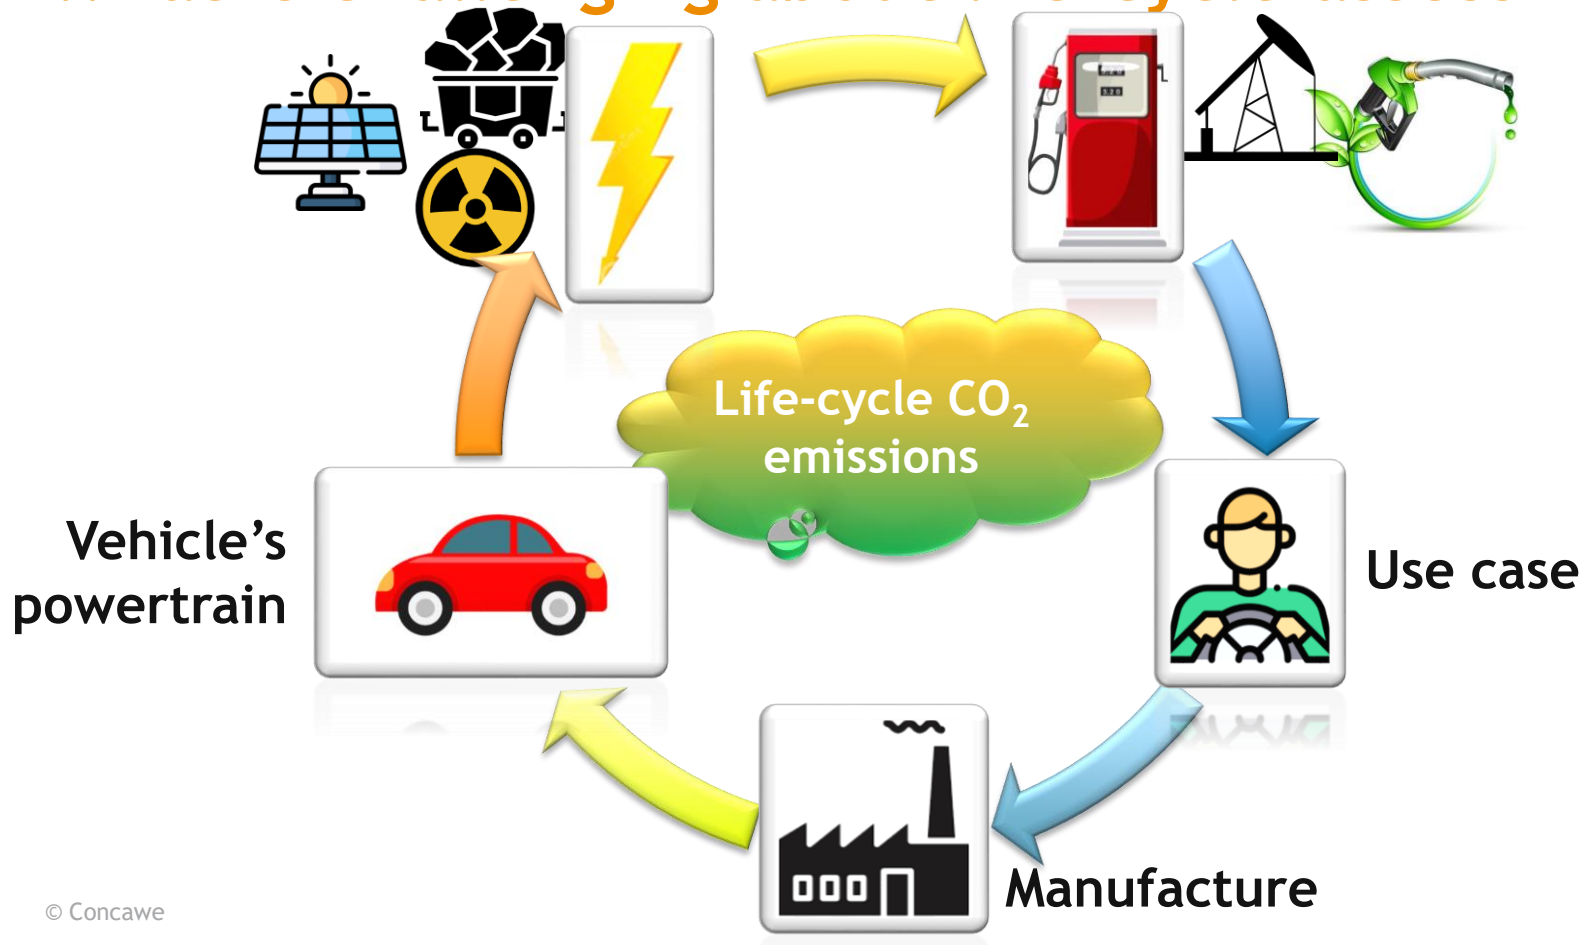 Life-cycle CO₂
emissions
Vehicle's
powertrain
Use case
Manufacture
© Concawe